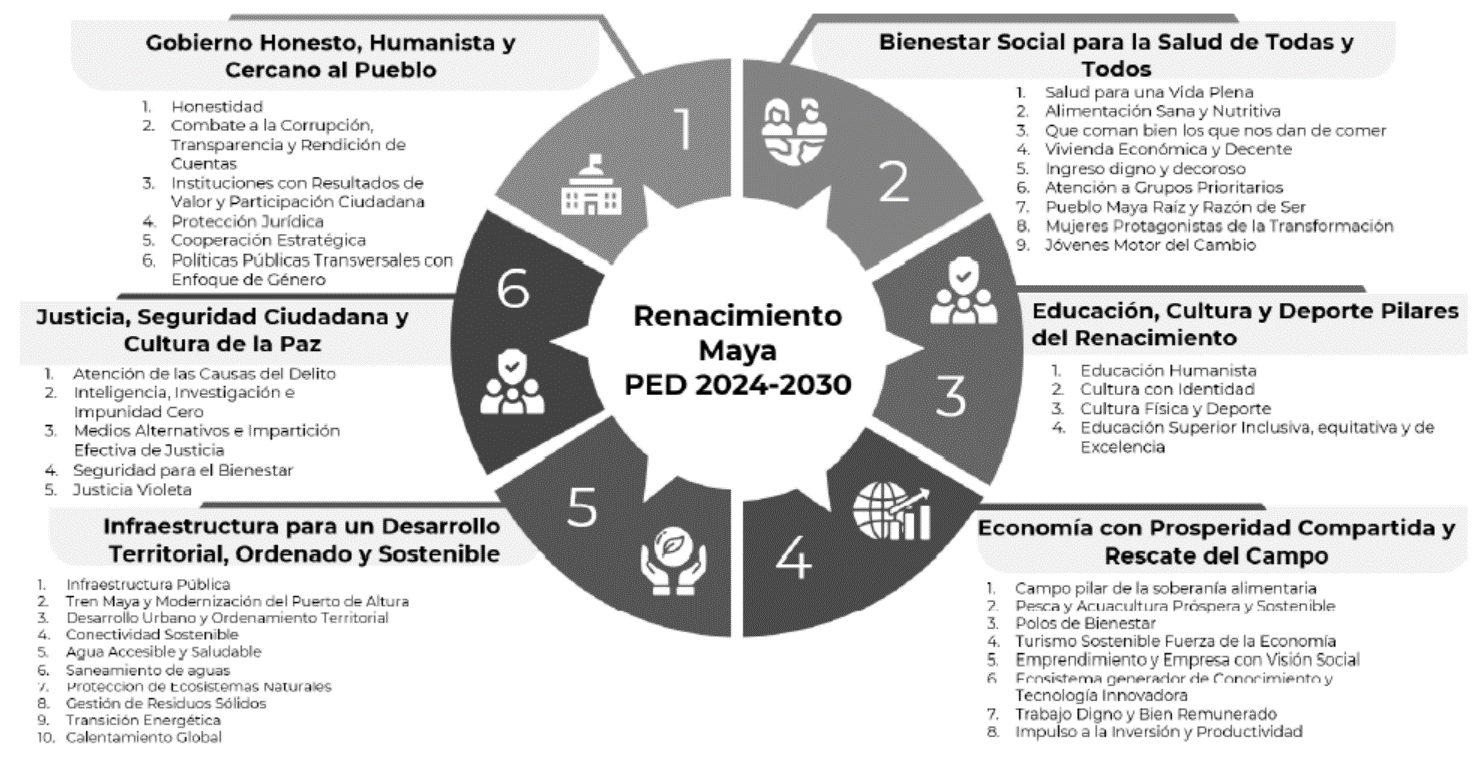 Gobierno Honesto, Humanista y
Cercano al Pueblo
1. Honestidad
2. Combate a la Corrupción,
Transparencia y Rendición de
Cuentas
3. Instituciones con Resultados de
Valor y Participación Ciudadana
4. Protección Jurídica
5. Cooperación Estratégica
6. Políticas Públicas Transversales con
Enfoque de Género
1
Bienestar Social para la Salud de Todas y
Todos
1. Salud para una Vida Plena
2. Alimentación Sana y Nutritiva
3. Que coman bien los que nos dan de comer
4. Vivienda Económica y Decente
5. Ingreso digno y decoroso
6. Atención a Grupos Prioritarios
7. Pueblo Maya Raíz y Razón de Ser
8. Mujeres Protagonistas de la Transformación
9. Jóvenes Motor del Cambio
2
Renacimiento
Maya
PED 2024-2030
Educación, Cultura y Deporte Pilares
del Renacimiento
1. Educación Humanista
2. Cultura con Identidad
3. Cultura Física y Deporte
4. Educación Superior Inclusiva, equitativa y de
Excelencia
3
Economía con Prosperidad Compartida y
Rescate del Campo
1. Campo pilar de la soberanía alimentaria
2. Pesca y Acuacultura Próspera y Sostenible
3. Polos de Bienestar
4. Turismo Sostenible Fuerza de la Economía
5. Emprendimiento y Empresa con Visión Social
6 Ecosistema generador de Conocimiento y
Tecnología Innovadora
7. Trabajo Digno y Bien Remunerado
8. Impulso a la Inversión y Productividad
4
Infraestructura para un Desarrollo
Territorial, Ordenado y Sostenible
1. Infraestructura Pública
2. Tren Maya y Modernización del Puerto de Altura
3. Desarrollo Urbano y Ordenamiento Territorial
4. Conectividad Sostenible
5. Agua Accesible y Saludable
6. Saneamiento de aguas
7. Protección de Ecosistemas Naturales
8. Gestión de Residuos Sólidos
9. Transición Energética
10. Calentamiento Global
5
Justicia, Seguridad Ciudadana y
Cultura de la Paz
1. Atención de las Causas del Delito
2. Inteligencia, Investigación e
Impunidad Cero
3. Medios Alternativos e Impartición
Efectiva de Justicia
4. Seguridad para el Bienestar
5. Justicia Violeta
6